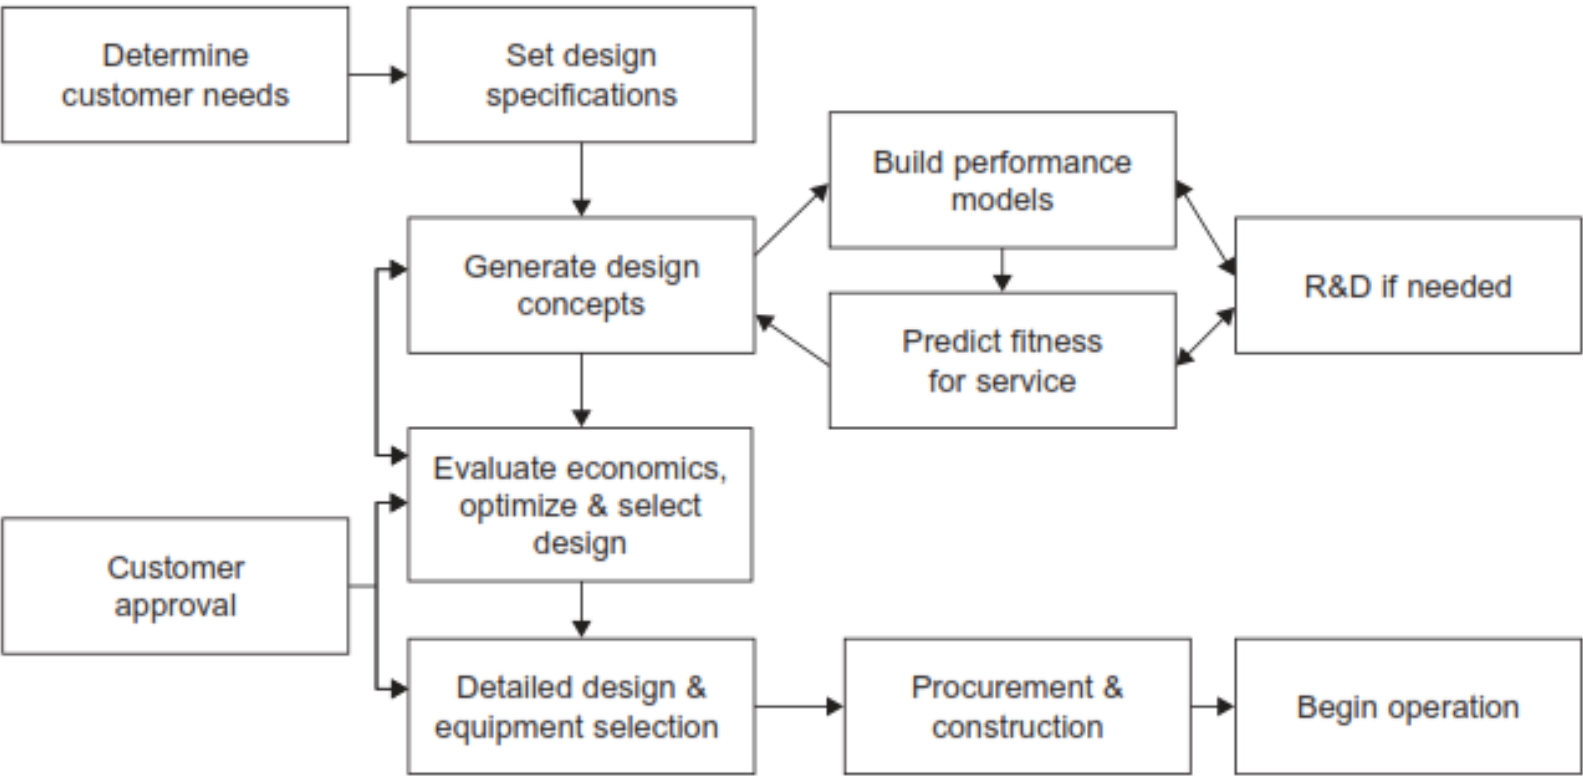 Determine
customer needs
Set design
specifications
Build performance
models
Generate design
concepts
R&D if needed
Predict fitness
for service
Evaluate economics,
optimize & select
design
Customer
approval
Detailed design &
equipment selection
Procurement &
construction
Begin operation